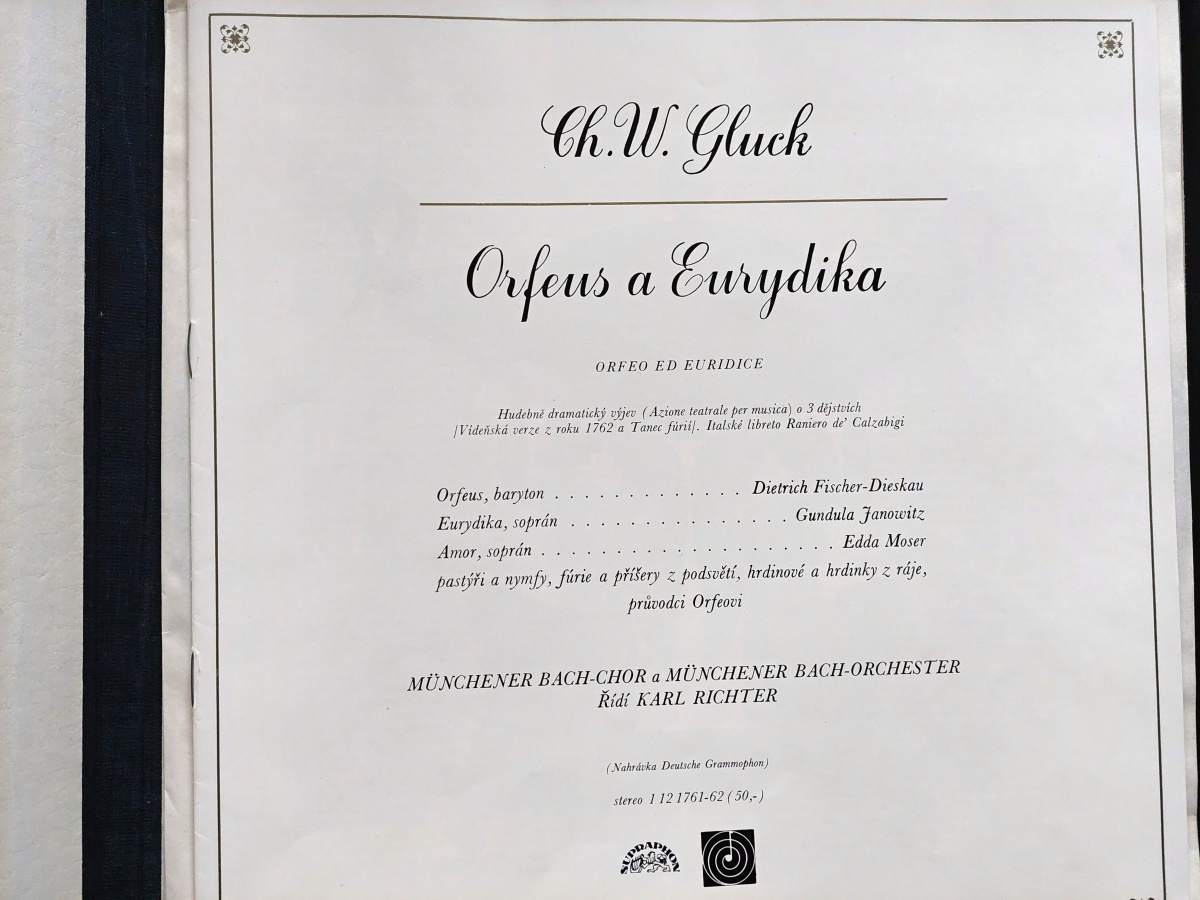 Ch. W. Gluck
Orfeus a Eurydika
ORFEO ED EURIDICE
Hudebně dramatický výjev (Azione teatrale per musica) o 3 dějstvích
[Vídeňská verze z roku 1762 a Tanec fúrií]. Italské libreto Raniero de' Calzabigi
Orfeus, baryton . . . . . . . . . . . . . Dietrich Fischer-Dieskau
Eurydika, soprán . . . . . . . . . . . . . . . Gundula Janowitz
Amor, soprán . . . . . . . . . . . . . . . . . . . . Edda Moser
pastýři a nymfy, fúrie a příšery z podsvětí, hrdinové a hrdinky z ráje,
průvodci Orfeovi
MÜNCHENER BACH-CHOR a MÜNCHENER BACH-ORCHESTER
Řídí KARL RICHTER
(Nahrávka Deutsche Grammophon)
stereo 1 12 1761-62 (50,-)
SUPRAPHON